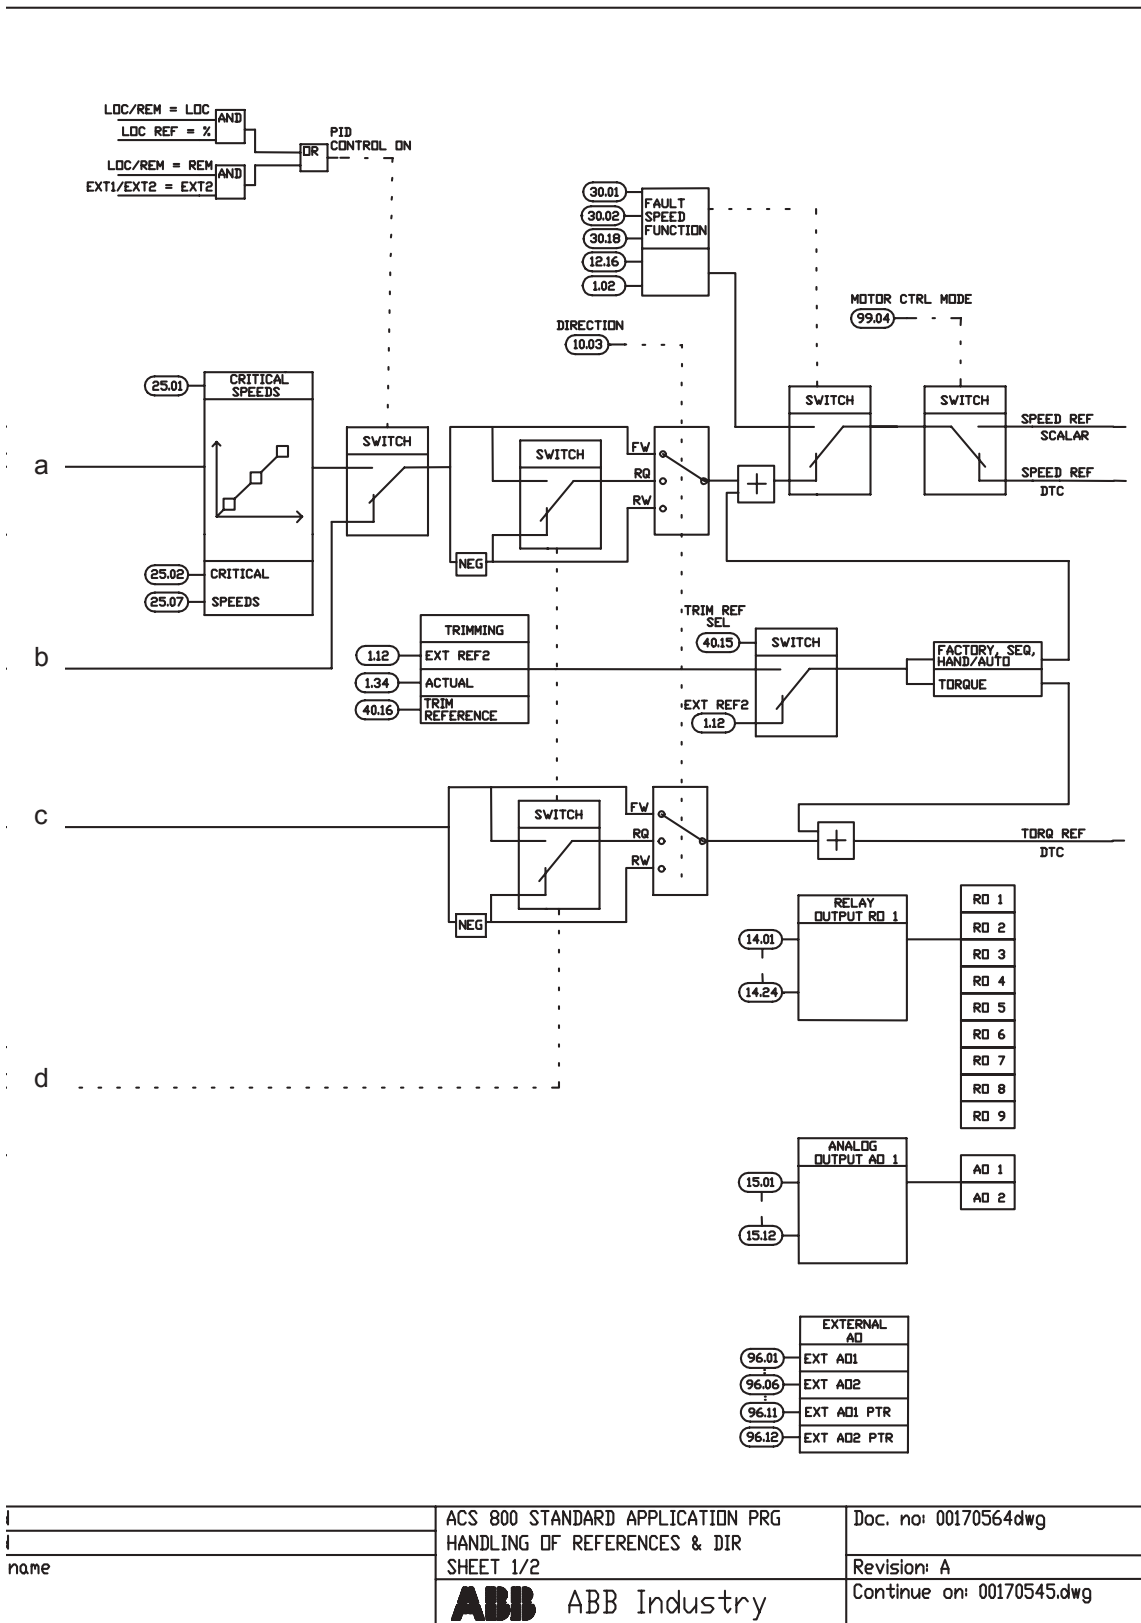 LOC/REM = LOC
LOC REF = %
AND
LOC/REM = REM
EXT1/EXT2 = EXT2
AND
OR
PID
CONTROL ON
30.01
30.02
30.18
12.16
1.02
FAULT
SPEED
FUNCTION
MOTOR CTRL MODE
99.04
DIRECTION
10.03
25.01
CRITICAL
SPEEDS
SWITCH
SWITCH
FW
RQ
RW
NEG
SWITCH
SWITCH
SPEED REF
SCALAR
SPEED REF
DTC
a
25.02
CRITICAL
25.07
SPEEDS
b
TRIMMING
1.12
EXT REF2
1.34
ACTUAL
40.16
TRIM
REFERENCE
TRIM REF
SEL
40.15
SWITCH
EXT REF2
1.12
FACTORY, SEQ,
HAND/AUTO
TORQUE
c
SWITCH
FW
RQ
RW
NEG
TORQ REF
DTC
RELAY
OUTPUT RO 1
14.01
14.24
RO 1
RO 2
RO 3
RO 4
RO 5
RO 6
RO 7
RO 8
RO 9
d
ANALOG
OUTPUT AO 1
15.01
15.12
AO 1
AO 2
EXTERNAL
AO
96.01
EXT AO1
96.06
EXT AO2
96.11
EXT AO1 PTR
96.12
EXT AO2 PTR
name
ACS 800 STANDARD APPLICATION PRG
HANDLING OF REFERENCES & DIR
SHEET 1/2
ABB ABB Industry
Doc. no: 00170564dwg
Revision: A
Continue on: 00170545.dwg